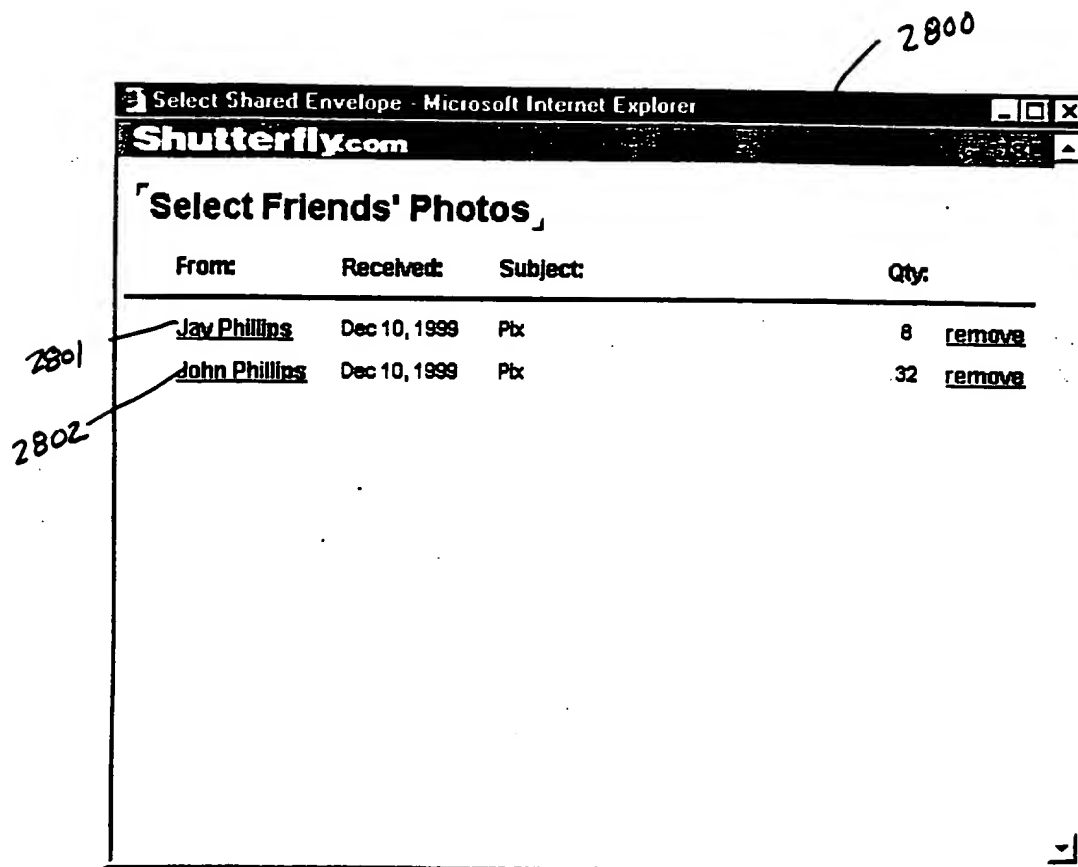 2800
Select Shared Envelope - Microsoft Internet Explorer
Shutterfly.com
Select Friends' Photos
From: Received: Subject: Qty:
2801 Jay Phillips Dec 10, 1999 Pix 8 remove
2802 John Phillips Dec 10, 1999 Pix 32 remove